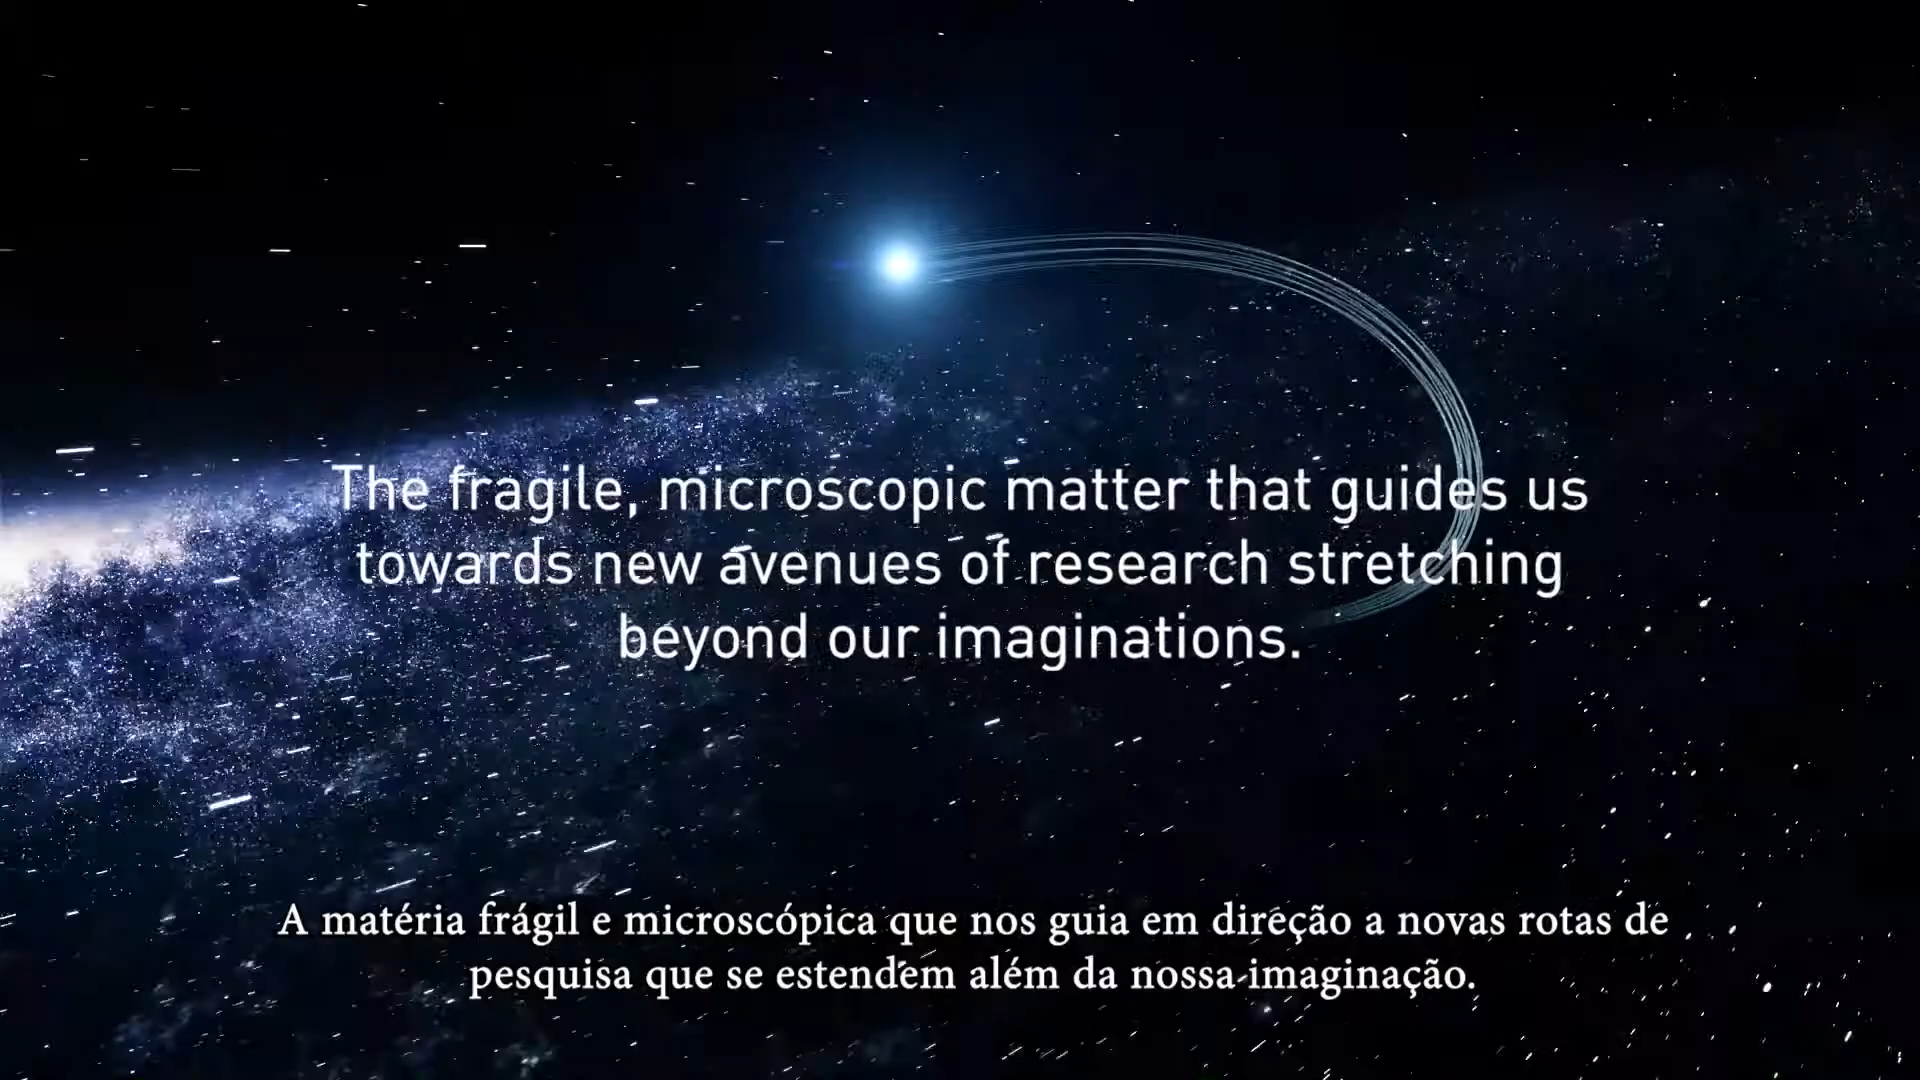 The fragile, microscopic matter that guides us
towards new avenues of research stretching
beyond our imaginations.
A matéria frágil e microscópica que nos guia em direção a novas rotas de
pesquisa que se estendem além da nossa imaginação.